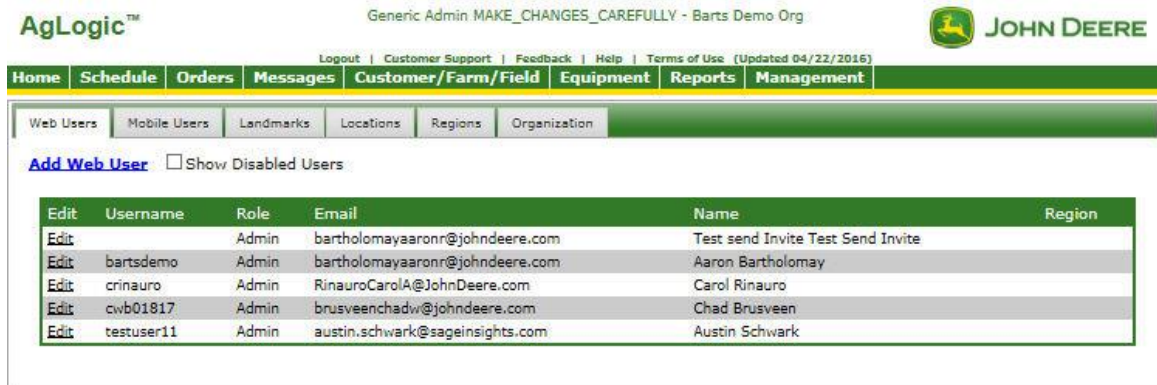 AgLogic™
Generic Admin MAKE_CHANGES_CAREFULLY - Barts Demo Org
JOHN DEERE
Logout | Customer Support | Feedback | Help | Terms of Use (Updated 04/22/2016)
Home Schedule Orders Messages Customer/Farm/Field Equipment Reports Management
Web Users Mobile Users Landmarks Locations Regions Organization
Add Web User Show Disabled Users
Edit Username Role Email Name Region
Edit Admin bartholomayaaronr@johndeere.com Test send Invite Test Send Invite
Edit bartsdemo Admin bartholomayaaronr@johndeere.com Aaron Bartholomay
Edit crinauro Admin RinauroCarolA@JohnDeere.com Carol Rinauro
Edit cwb01817 Admin brusveenchadw@johndeere.com Chad Brusveen
Edit testuser11 Admin austin.schwark@sageinsights.com Austin Schwark